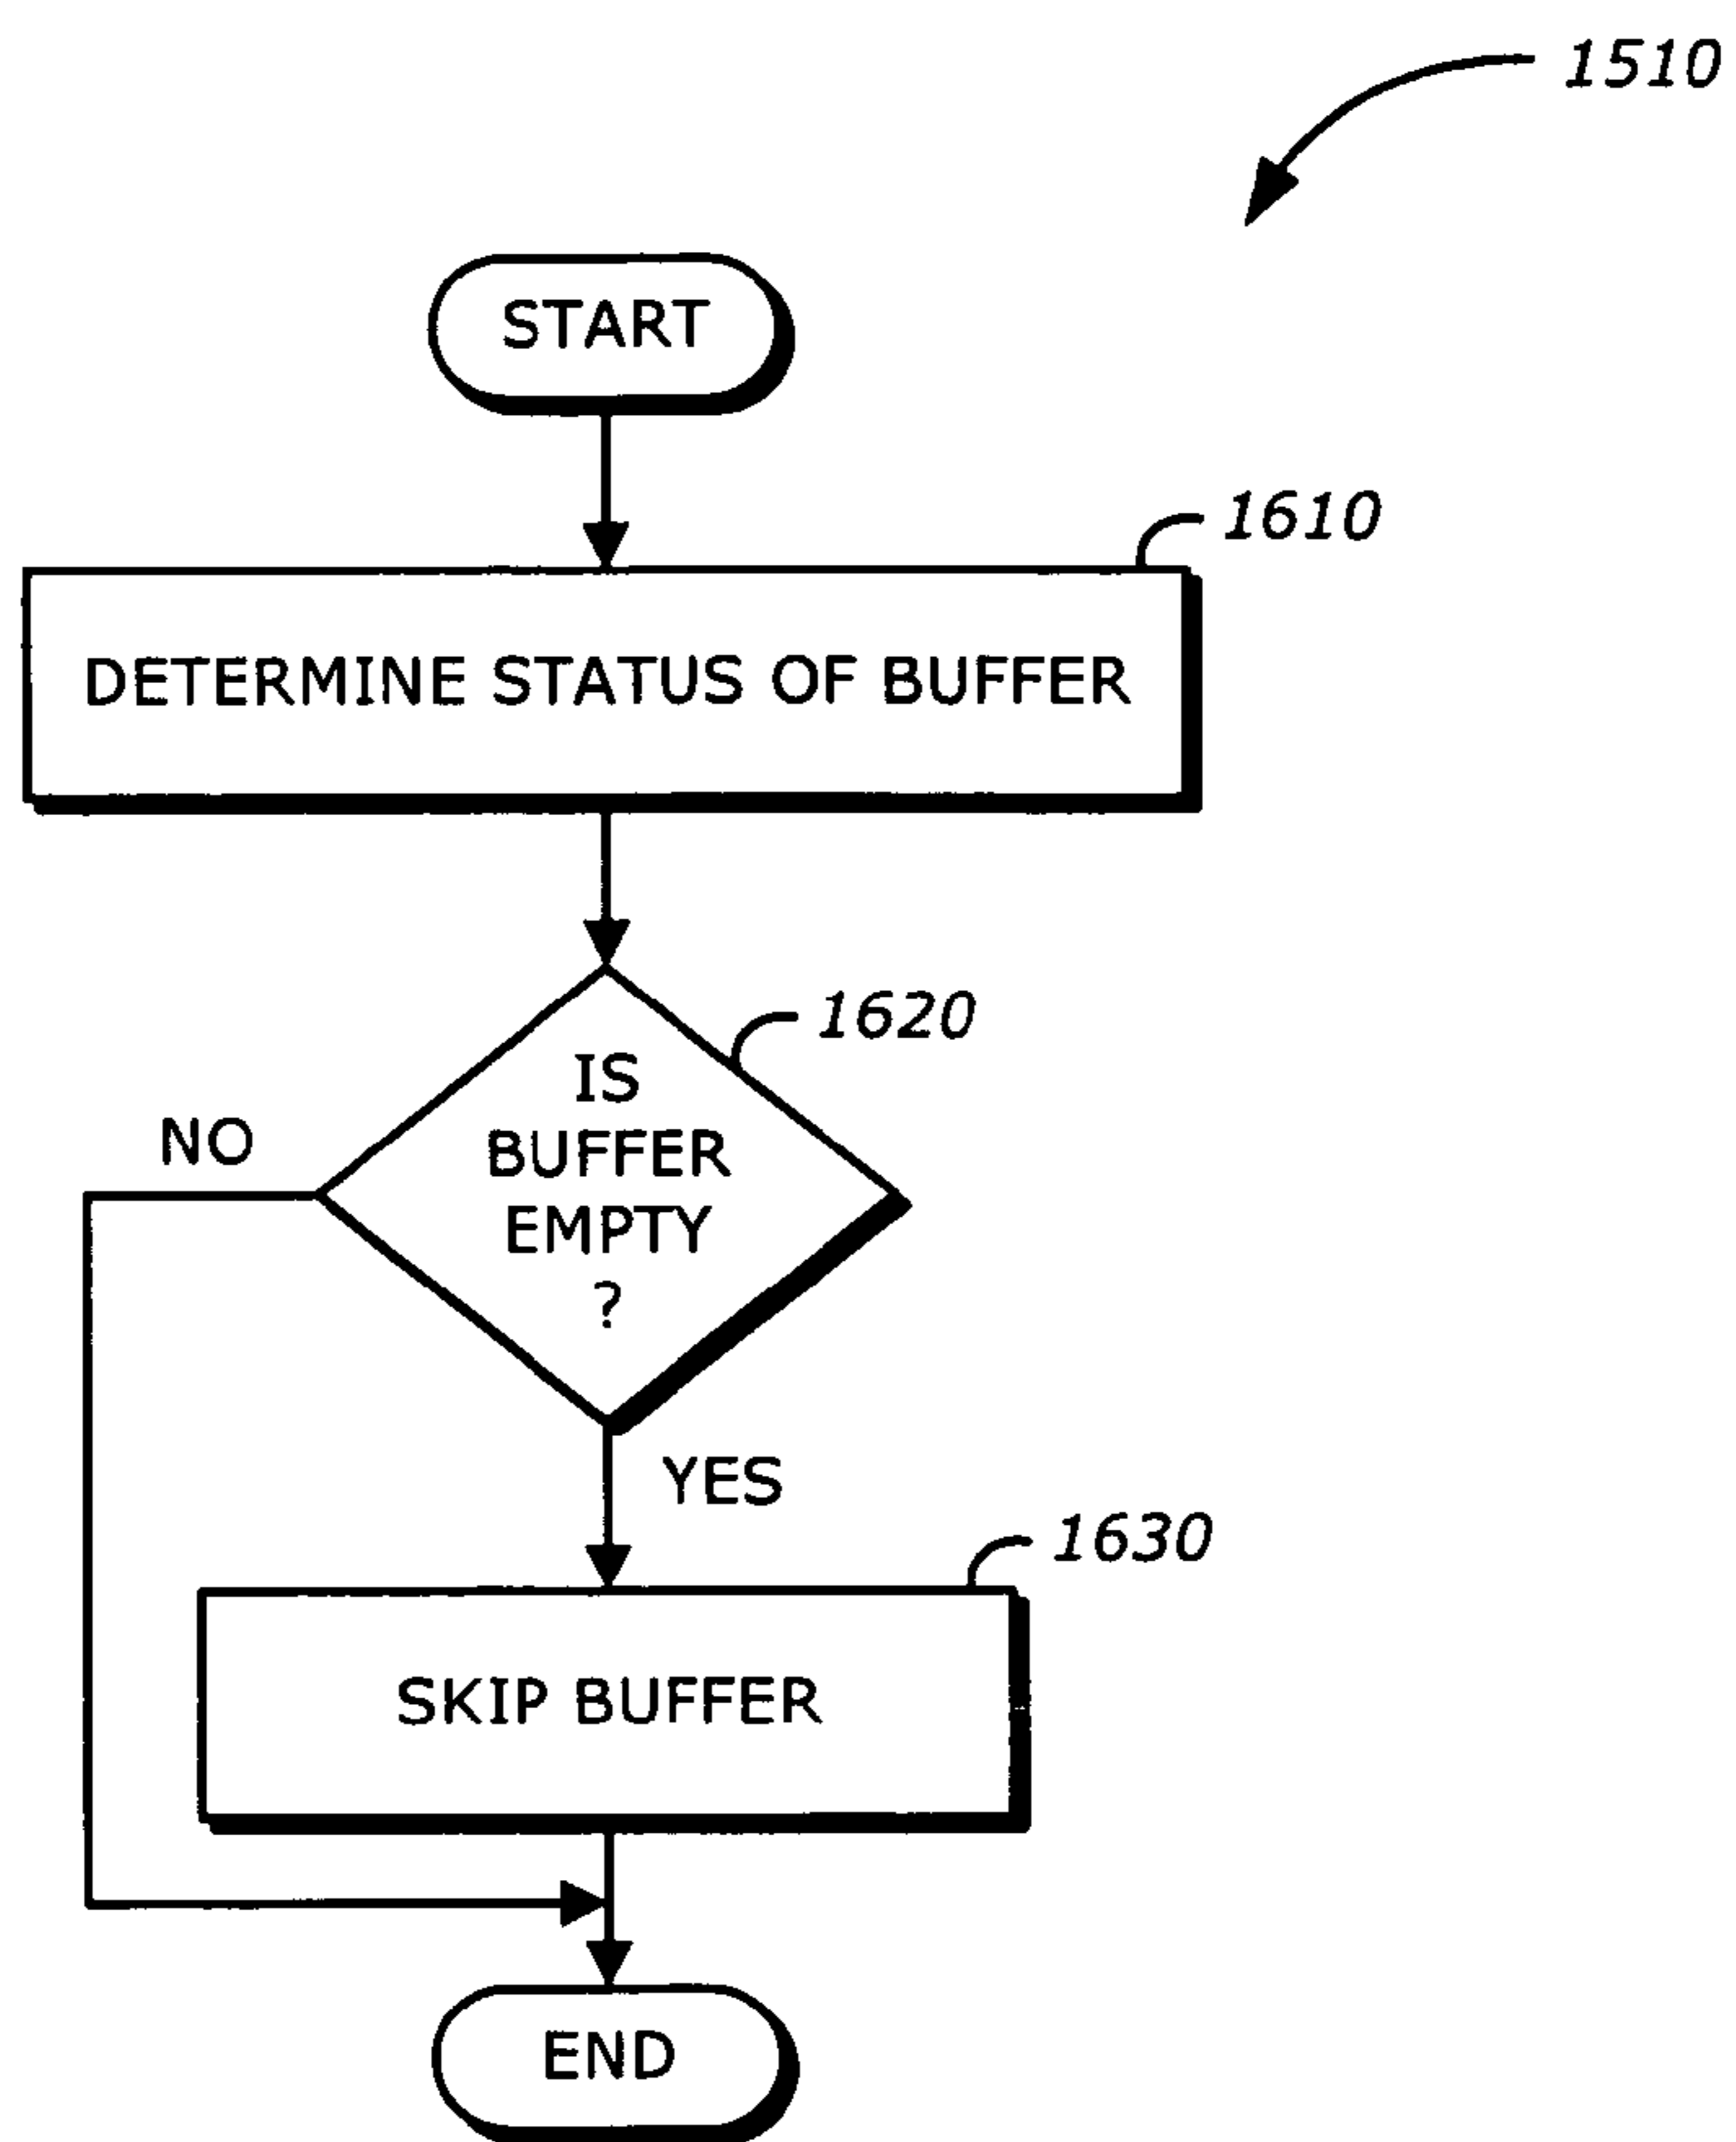 1510
START
1610
DETERMINE STATUS OF BUFFER
1620
IS
BUFFER
EMPTY
?
NO
YES
1630
SKIP BUFFER
END